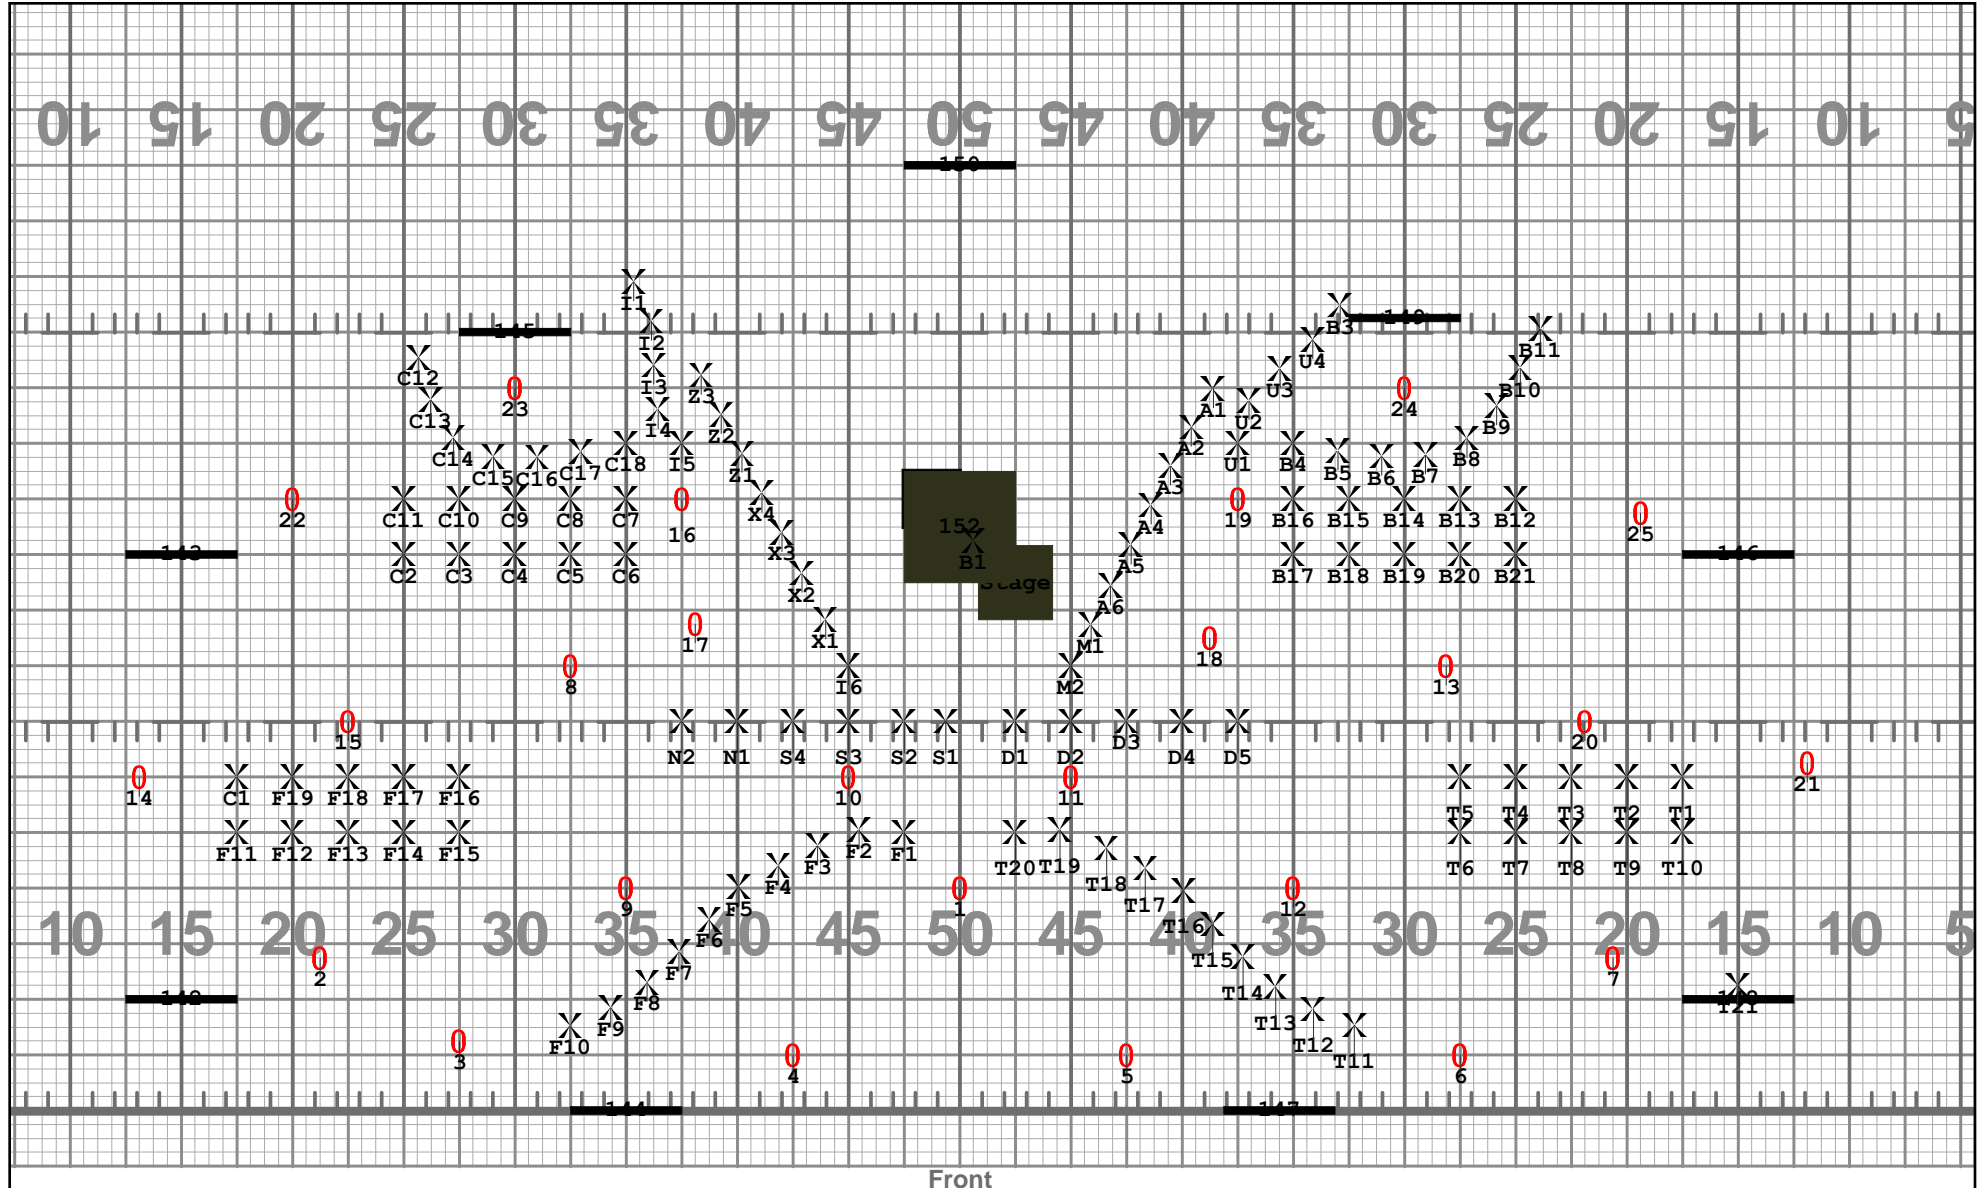 10 15 20 25 30 35 40 45 50 45 40 35 30 25 20 15 10 5
150
I1
B3 149
145 I2 U4 B11
C12 I3 Z3 U3 B10
23 A1 24
C13 I4 Z2 A2 U2 B9
C14 C15 C16 C17 C18 I5 Z1 A3 U1 B4 B5 B6 B7 B8
22 C11 C10 C9 C8 C7 16 X4 152 A4 19 B16 B15 B14 B13 B12 25
143 X3 B1 A5 146
C2 C3 C4 C5 C6 X2 Stage A6 B17 B18 B19 B20 B21
17 X1 M1 18
8 I6 M2 13
15 N2 N1 S4 S3 S2 S1 D1 D2 D3 D4 D5 20
14 C1 F19 F18 F17 F16 10 11 T5 T4 T3 T2 T1 21
F11 F12 F13 F14 F15 F4 F3 F2 F1 T20 T19 T18 T6 T7 T8 T9 T10
9 F5 1 T17 12
10 15 20 25 30 35 40 45 50 45 40 35 30 25 20 15 10 5
F6 T16
2 F7 T15 7
142 F8 T14 T21
F10 F9 T13 T12 T11
3 4 5 6
144 147
Front